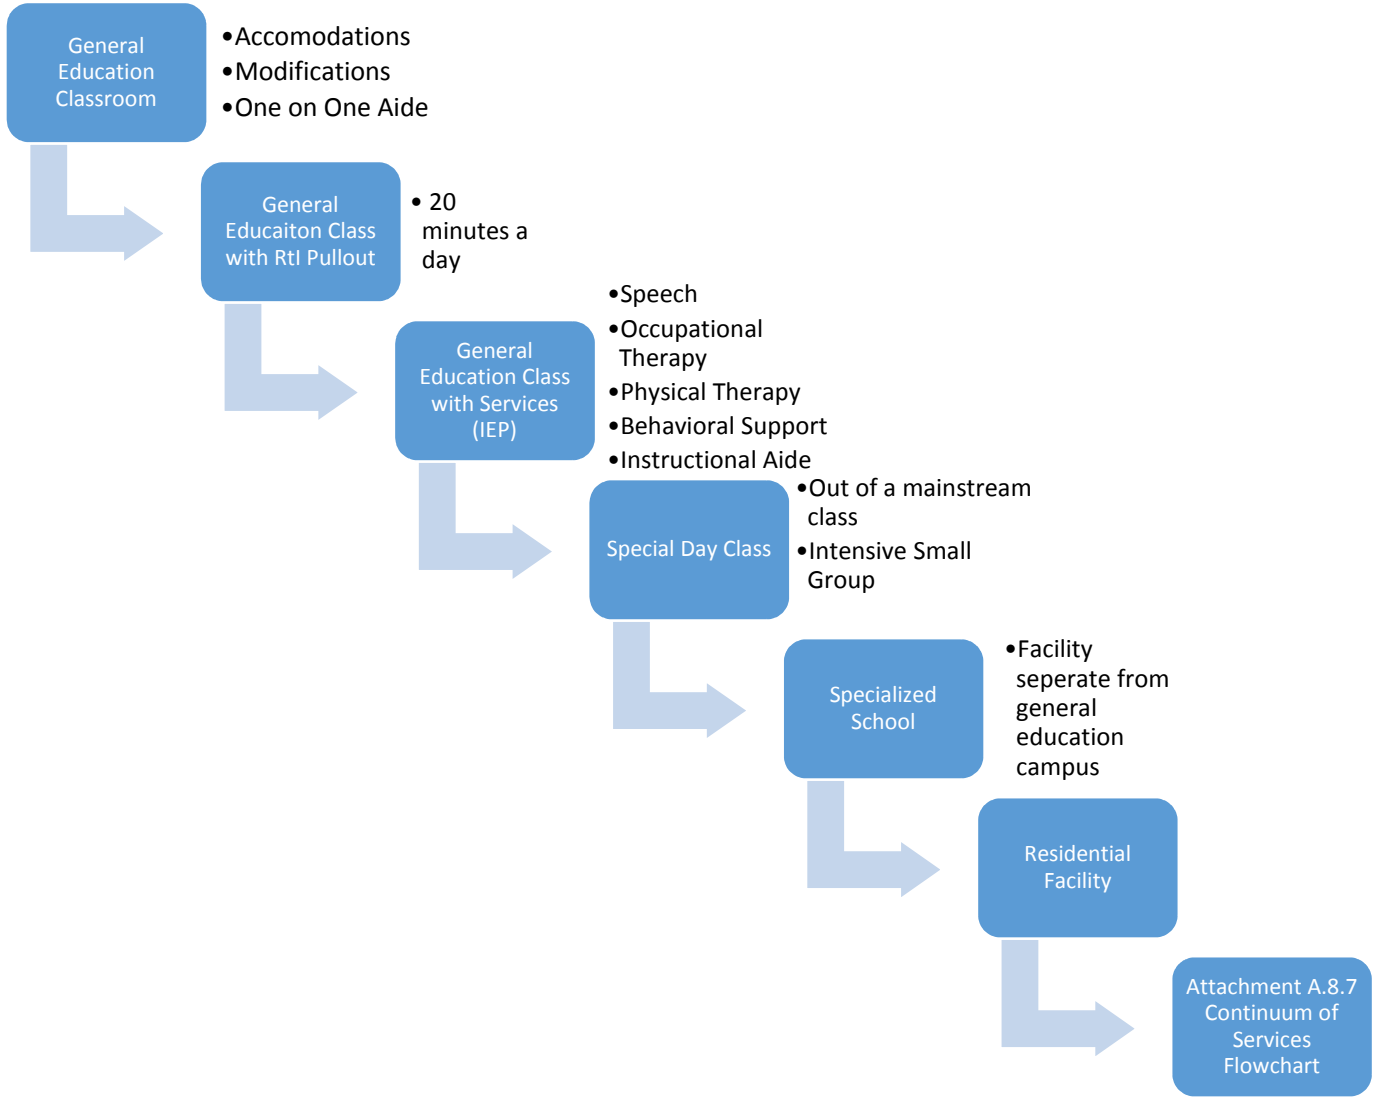 General
Education
Classroom
•Accomodations
•Modifications
•One on One Aide
General
Educaiton Class
with RtI Pullout
• 20
minutes a
day
General
Education Class
with Services
(IEP)
•Speech
•Occupational
Therapy
•Physical Therapy
•Behavioral Support
•Instructional Aide
Special Day Class
•Out of a mainstream
class
•Intensive Small
Group
Specialized
School
•Facility
seperate from
general
education
campus
Residential
Facility
Attachment A.8.7
Continuum of
Services
Flowchart